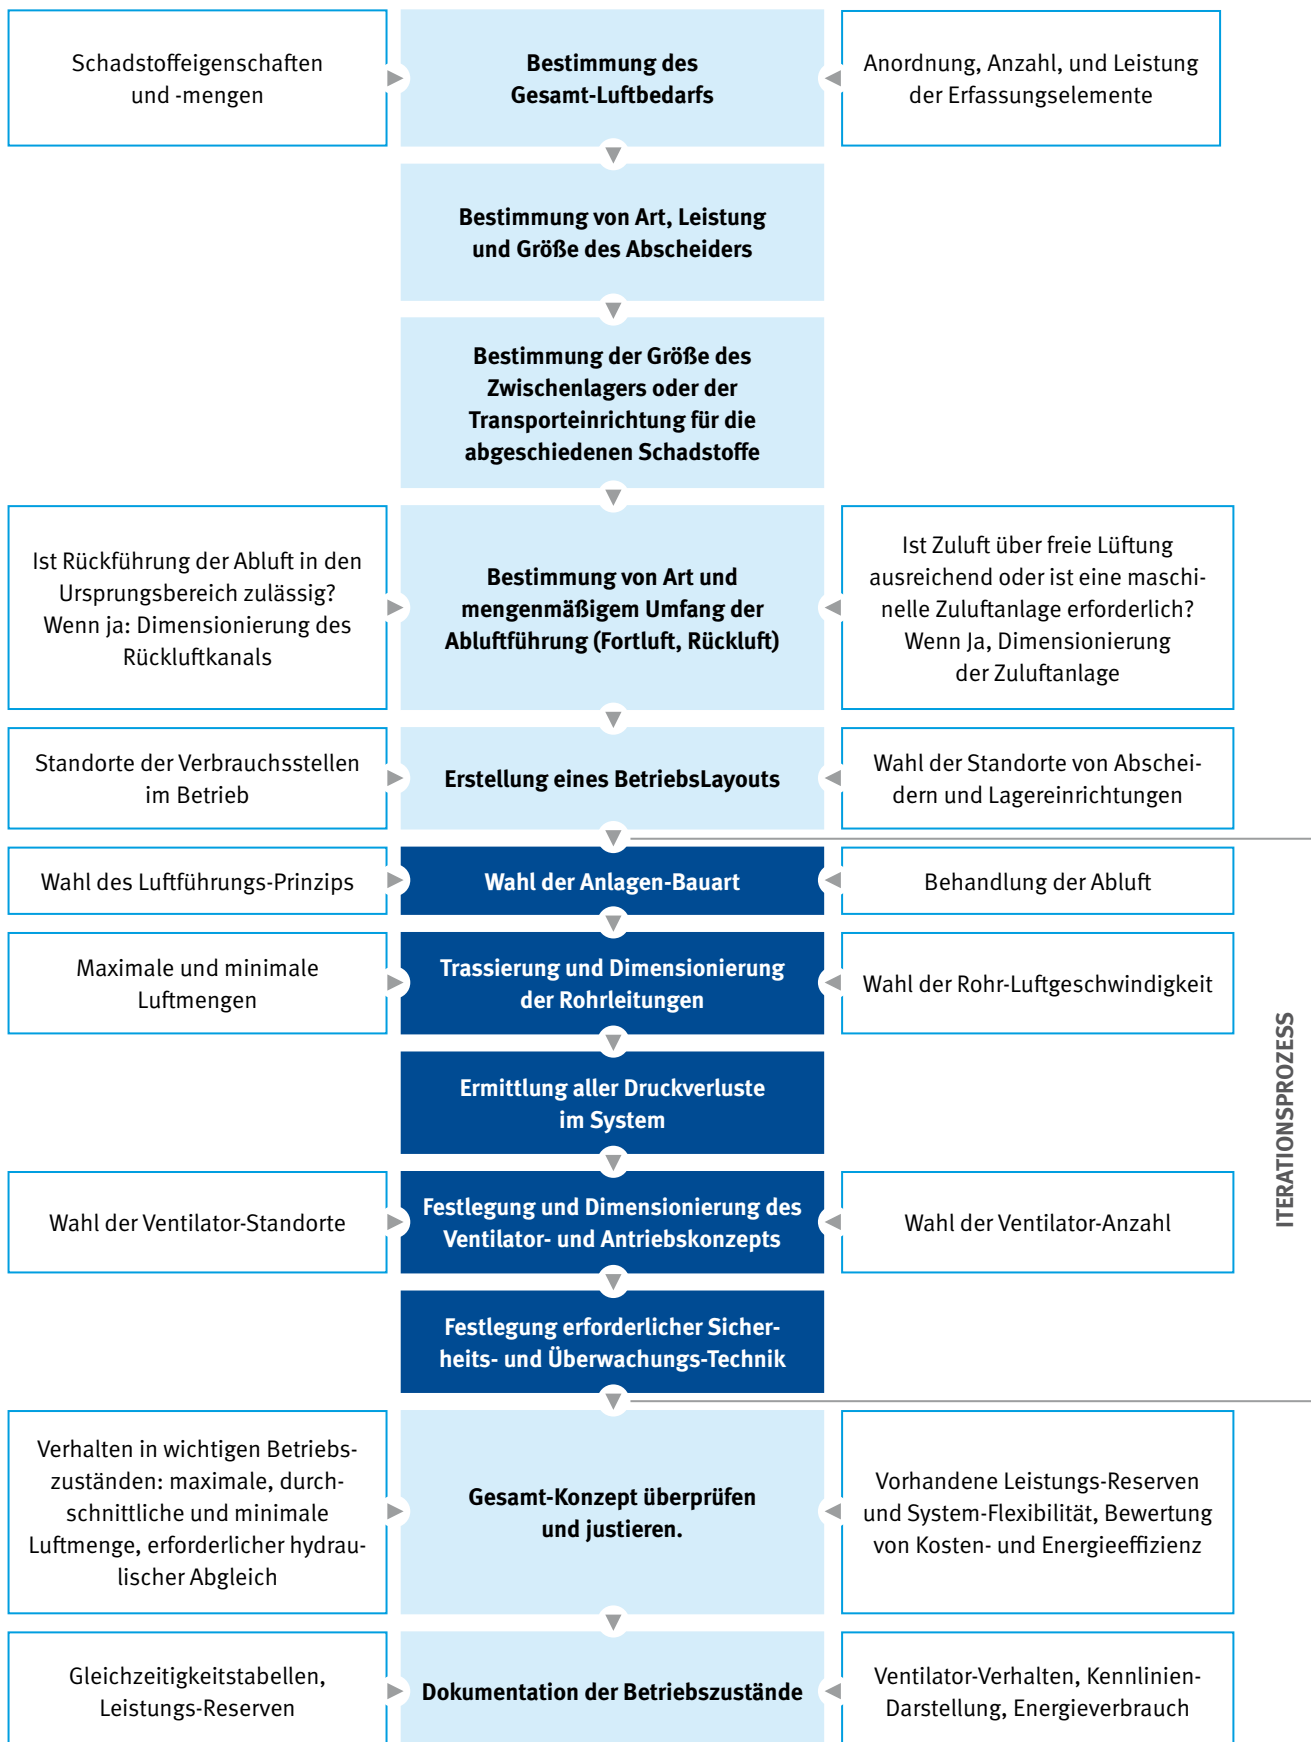 Schadstoffeigenschaften
und -mengen
Bestimmung des
Gesamt-Luftbedarfs
Anordnung, Anzahl, und Leistung
der Erfassungselemente
Bestimmung von Art, Leistung
und Größe des Abscheiders
Bestimmung der Größe des
Zwischenlagers oder der
Transporteinrichtung für die
abgeschiedenen Schadstoffe
Ist Rückführung der Abluft in den
Ursprungsbereich zulässig?
Wenn ja: Dimensionierung des
Rückluftkanals
Bestimmung von Art und
mengenmäßigem Umfang der
Abluftführung (Fortluft, Rückluft)
Ist Zuluft über freie Lüftung
ausreichend oder ist eine maschi-
nelle Zuluftanlage erforderlich?
Wenn Ja, Dimensionierung
der Zuluftanlage
Standorte der Verbrauchsstellen
im Betrieb
Erstellung eines BetriebsLayouts
Wahl der Standorte von Abschei-
dern und Lagereinrichtungen
Wahl des Luftführungs-Prinzips
Wahl der Anlagen-Bauart
Behandlung der Abluft
Maximale und minimale
Luftmengen
Trassierung und Dimensionierung
der Rohrleitungen
Wahl der Rohr-Luftgeschwindigkeit
Ermittlung aller Druckverluste
im System
Wahl der Ventilator-Standorte
Festlegung und Dimensionierung des
Ventilator- und Antriebskonzepts
Wahl der Ventilator-Anzahl
Festlegung erforderlicher Sicher-
heits- und Überwachungs-Technik
ITERATIONSPROZESS
Verhalten in wichtigen Betriebs-
zuständen: maximale, durch-
schnittliche und minimale
Luftmenge, erforderlicher hydrau-
lischer Abgleich
Gesamt-Konzept überprüfen
und justieren.
Vorhandene Leistungs-Reserven
und System-Flexibilität, Bewertung
von Kosten- und Energieeffizienz
Gleichzeitigkeitstabellen,
Leistungs-Reserven
Dokumentation der Betriebszustände
Ventilator-Verhalten, Kennlinien-
Darstellung, Energieverbrauch